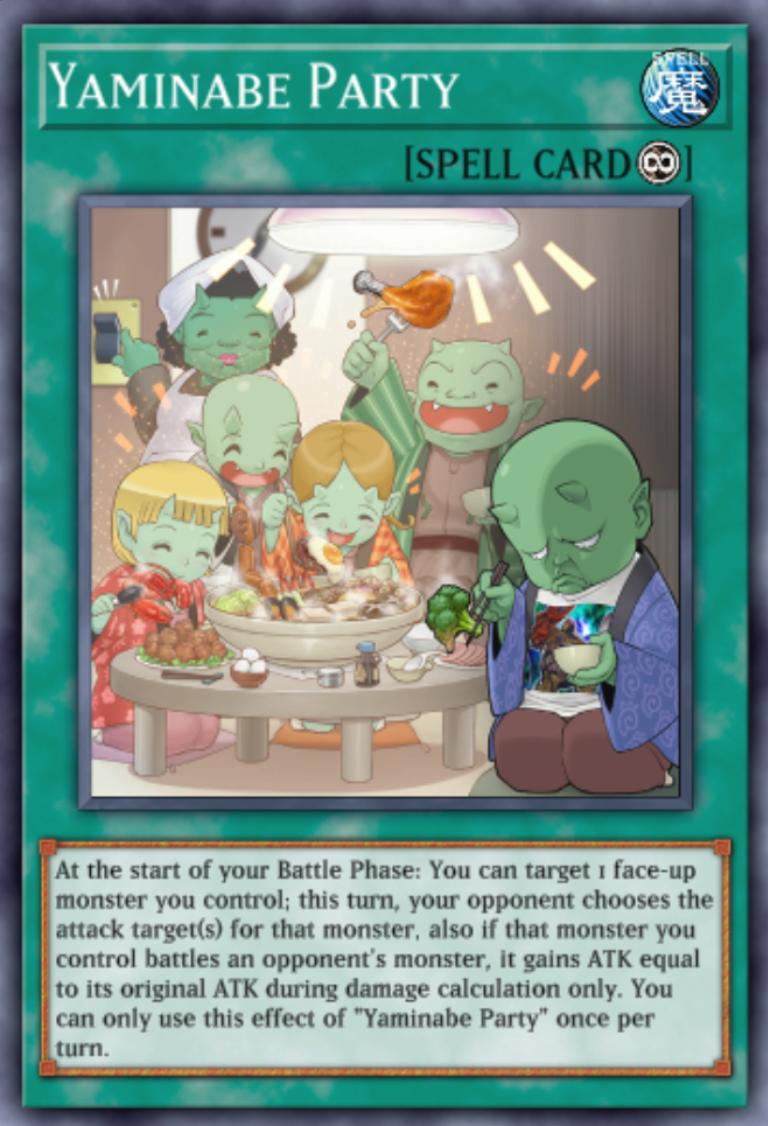 YAMINABE PARTY
SPELL
魔
[SPELL CARD]
At the start of your Battle Phase: You can target 1 face-up
monster you control; this turn, your opponent chooses the
attack target(s) for that monster, also if that monster you
control battles an opponent's monster, it gains ATK equal
to its original ATK during damage calculation only. You
can only use this effect of "Yaminabe Party" once per
turn.